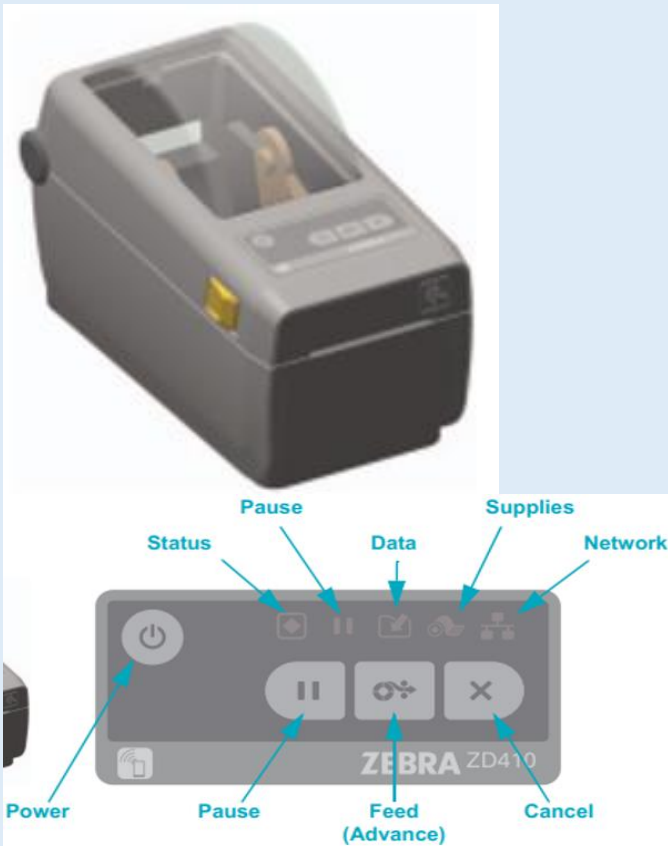 Pause
Supplies
Status
Data
Network
ZEBRA ZD410
Power
Pause
Feed
(Advance)
Cancel